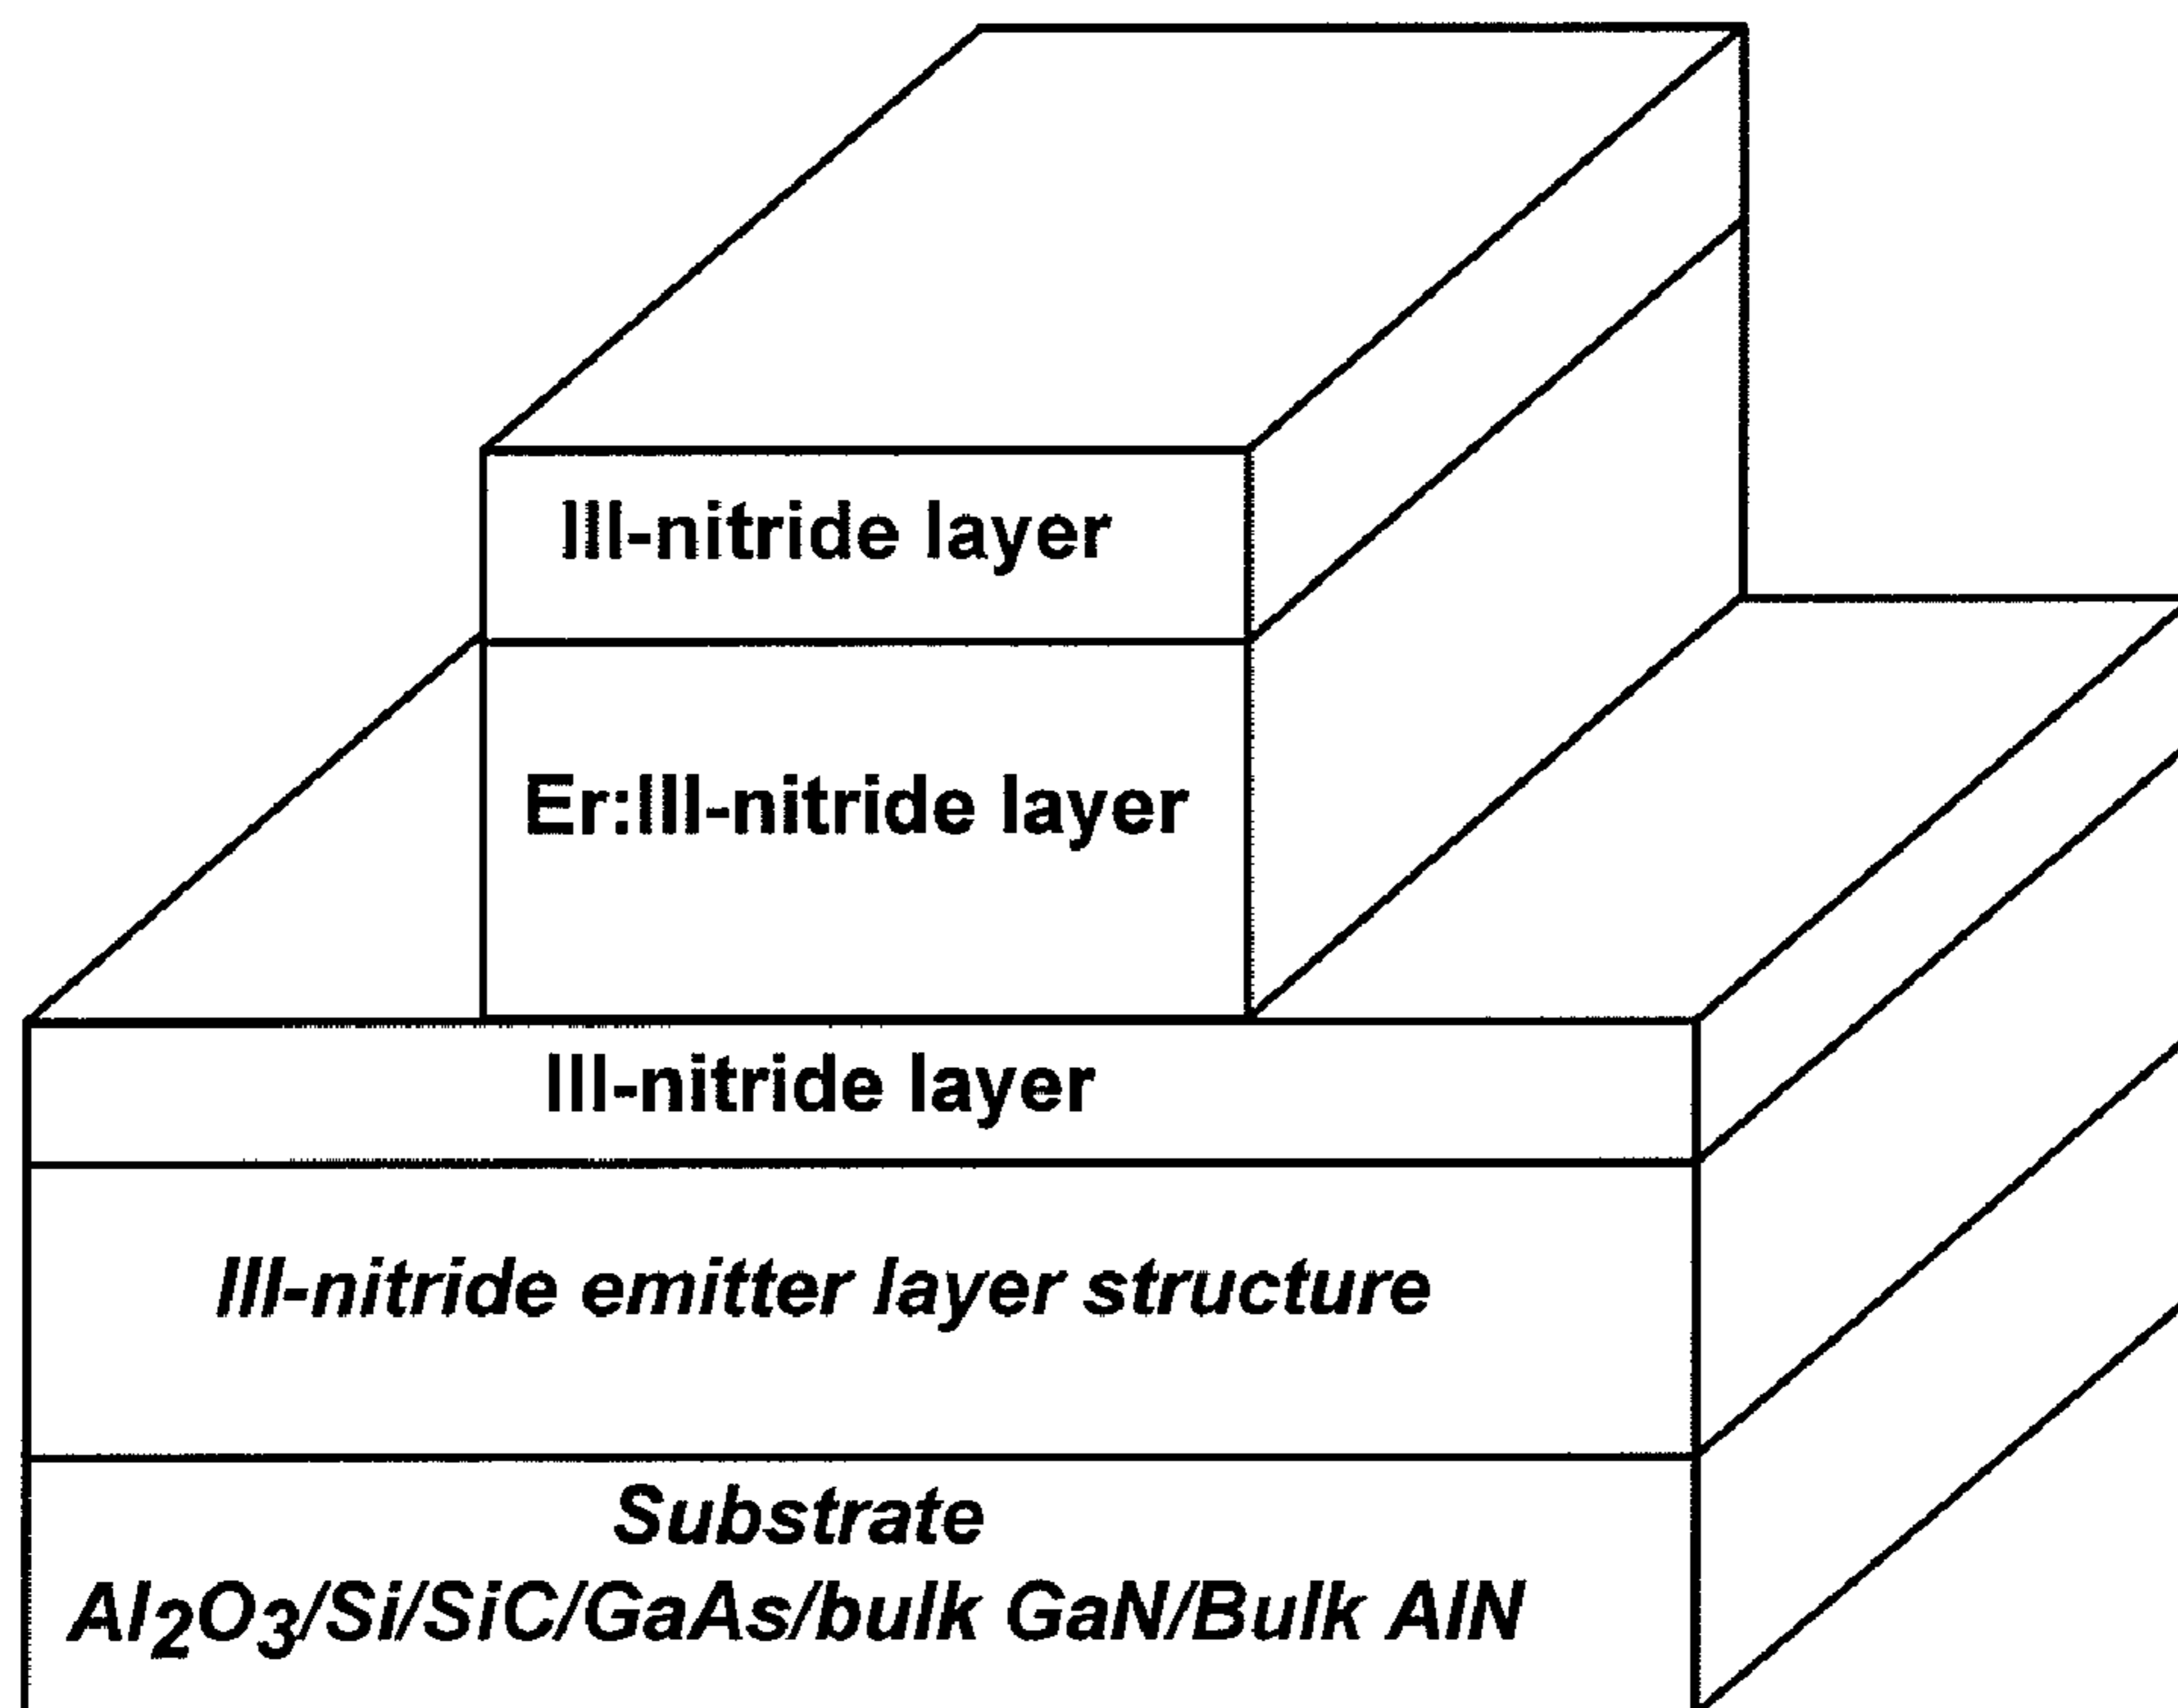 III-nitride layer
Er:III-nitride layer
III-nitride layer
III-nitride emitter layer structure
Substrate
Al2O3/Si/SiC/GaAs/bulk GaN/Bulk AlN